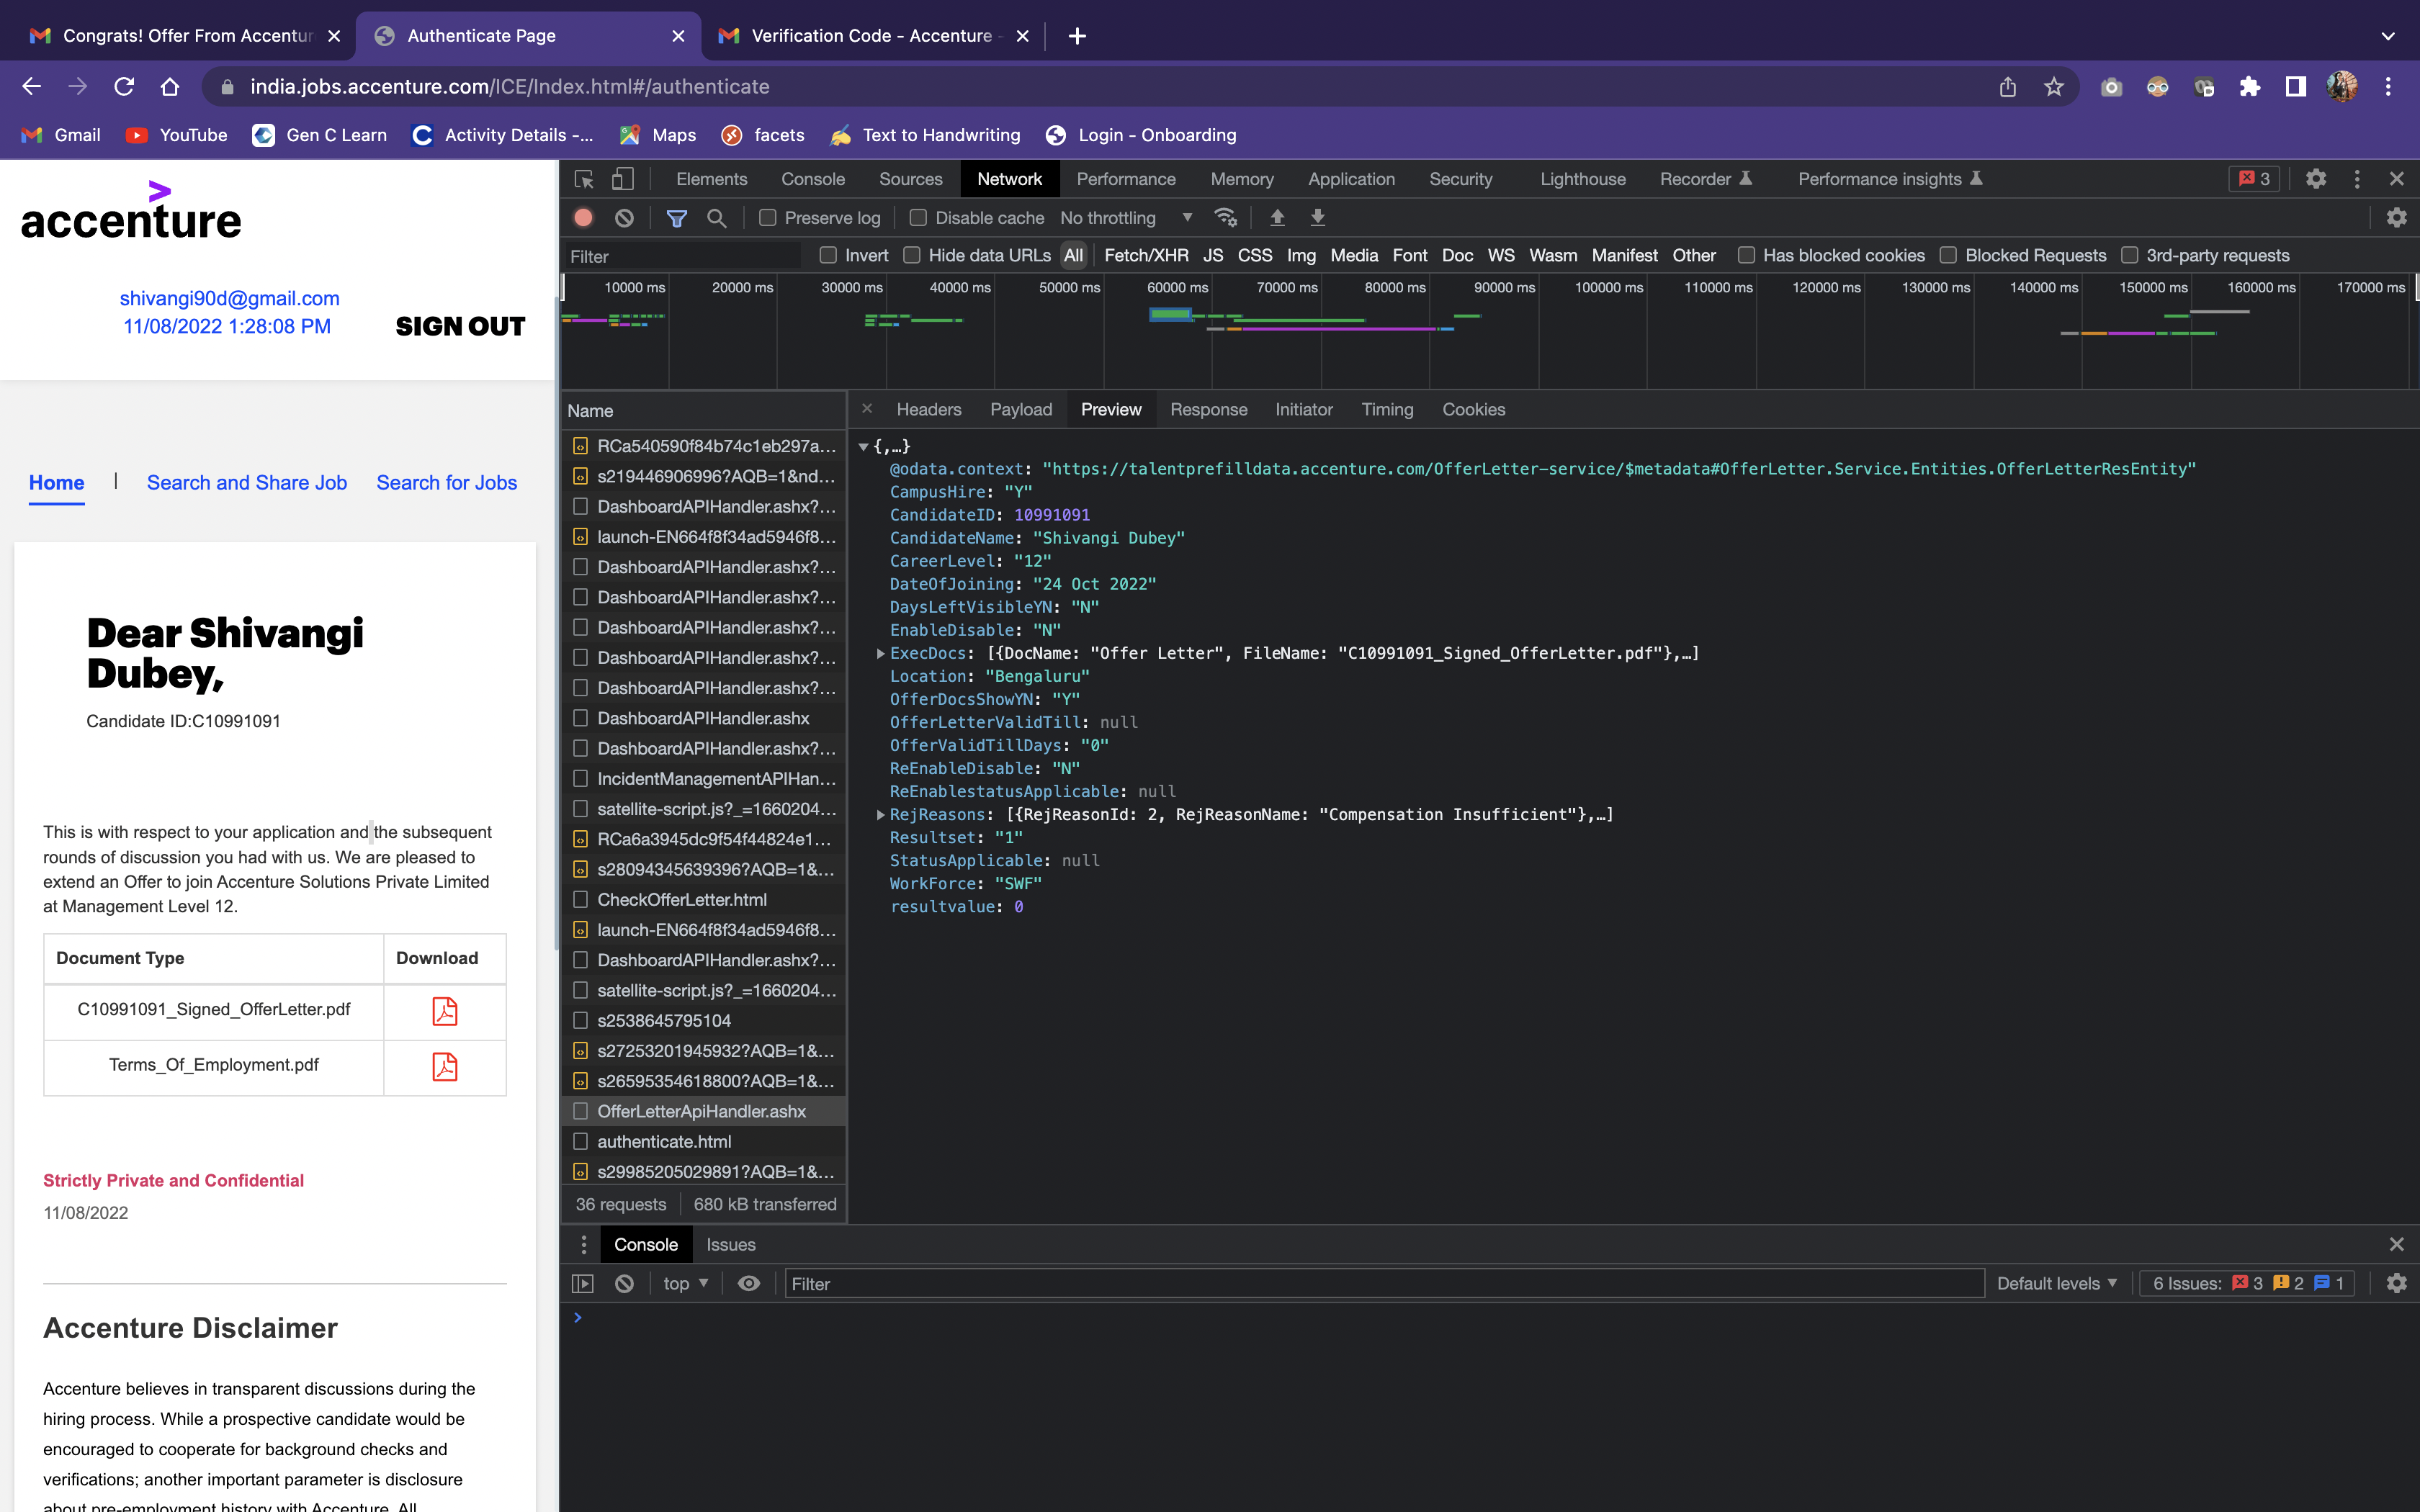 Congrats! Offer From Accentur
Authenticate Page
Verification Code - Accenture -
india.jobs.accenture.com/ICE/Index.html#/authenticate
Gmail YouTube Gen C Learn Activity Details -... Maps facets Text to Handwriting Login - Onboarding
accenture
shivangi90d@gmail.com
11/08/2022 1:28:08 PM
SIGN OUT
Home | Search and Share Job Search for Jobs
Dear Shivangi
Dubey,
Candidate ID:C10991091
This is with respect to your application and the subsequent
rounds of discussion you had with us. We are pleased to
extend an Offer to join Accenture Solutions Private Limited
at Management Level 12.
Document Type Download
C10991091_Signed_OfferLetter.pdf
Terms_Of_Employment.pdf
Strictly Private and Confidential
11/08/2022
Accenture Disclaimer
Accenture believes in transparent discussions during the
hiring process. While a prospective candidate would be
encouraged to cooperate for background checks and
verifications; another important parameter is disclosure
about pre-employment history with Accenture. All
Elements Console Sources Network Performance Memory Application Security Lighthouse Recorder Performance insights 3
Preserve log Disable cache No throttling
Filter Invert Hide data URLs All Fetch/XHR JS CSS Img Media Font Doc WS Wasm Manifest Other Has blocked cookies Blocked Requests 3rd-party requests
10000 ms 20000 ms 30000 ms 40000 ms 50000 ms 60000 ms 70000 ms 80000 ms 90000 ms 100000 ms 110000 ms 120000 ms 130000 ms 140000 ms 150000 ms 160000 ms 170000 ms
Name
RCa540590f84b74c1eb297a...
s219446906996?AQB=1&nd...
DashboardAPIHandler.ashx?...
launch-EN664f8f34ad5946f8...
DashboardAPIHandler.ashx?...
DashboardAPIHandler.ashx?...
DashboardAPIHandler.ashx?...
DashboardAPIHandler.ashx?...
DashboardAPIHandler.ashx?...
DashboardAPIHandler.ashx
DashboardAPIHandler.ashx?...
IncidentManagementAPIHan...
satellite-script.js?_=1660204...
RCa6a3945dc9f54f44824e1...
s28094345639396?AQB=1&...
CheckOfferLetter.html
launch-EN664f8f34ad5946f8...
DashboardAPIHandler.ashx?...
satellite-script.js?_=1660204...
s2538645795104
s27253201945932?AQB=1&...
s26595354618800?AQB=1&...
OfferLetterApiHandler.ashx
authenticate.html
s29985205029891?AQB=1&...
36 requests 680 kB transferred
Headers Payload Preview Response Initiator Timing Cookies
{,…}
@odata.context: "https://talentprefilldata.accenture.com/OfferLetter-service/$metadata#OfferLetter.Service.Entities.OfferLetterResEntity"
CampusHire: "Y"
CandidateID: 10991091
CandidateName: "Shivangi Dubey"
CareerLevel: "12"
DateOfJoining: "24 Oct 2022"
DaysLeftVisibleYN: "N"
EnableDisable: "N"
ExecDocs: [{DocName: "Offer Letter", FileName: "C10991091_Signed_OfferLetter.pdf"},…]
Location: "Bengaluru"
OfferDocsShowYN: "Y"
OfferLetterValidTill: null
OfferValidTillDays: "0"
ReEnableDisable: "N"
ReEnablestatusApplicable: null
RejReasons: [{RejReasonId: 2, RejReasonName: "Compensation Insufficient"},…]
Resultset: "1"
StatusApplicable: null
WorkForce: "SWF"
resultvalue: 0
Console Issues
top Filter Default levels 6 Issues: 3 2 1